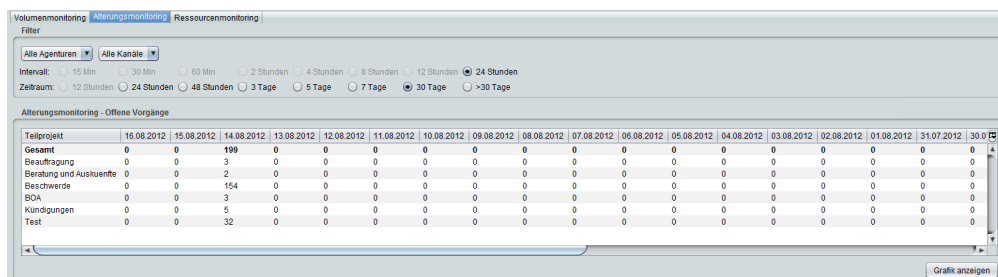 Volumenmonitoring Alterungsmonitoring Ressourcenmonitoring
Filter
Alle Agenturen Alle Kanäle
Intervall: 15 Min 30 Min 60 Min 2 Stunden 4 Stunden 8 Stunden 12 Stunden 24 Stunden
Zeitraum: 12 Stunden 24 Stunden 48 Stunden 3 Tage 5 Tage 7 Tage 30 Tage >30 Tage
Alterungsmonitoring - Offene Vorgänge
Teilprojekt 16.08.2012 15.08.2012 14.08.2012 13.08.2012 12.08.2012 11.08.2012 10.08.2012 09.08.2012 08.08.2012 07.08.2012 06.08.2012 05.08.2012 04.08.2012 03.08.2012 02.08.2012 01.08.2012 31.07.2012 30.0
Gesamt 0 0 199 0 0 0 0 0 0 0 0 0 0 0 0 0 0 0
Beauftragung 0 0 3 0 0 0 0 0 0 0 0 0 0 0 0 0 0 0
Beratung und Auskuenfte 0 0 2 0 0 0 0 0 0 0 0 0 0 0 0 0 0 0
Beschwerde 0 0 154 0 0 0 0 0 0 0 0 0 0 0 0 0 0 0
BOA 0 0 3 0 0 0 0 0 0 0 0 0 0 0 0 0 0 0
Kündigungen 0 0 5 0 0 0 0 0 0 0 0 0 0 0 0 0 0 0
Test 0 0 32 0 0 0 0 0 0 0 0 0 0 0 0 0 0 0
Grafik anzeigen